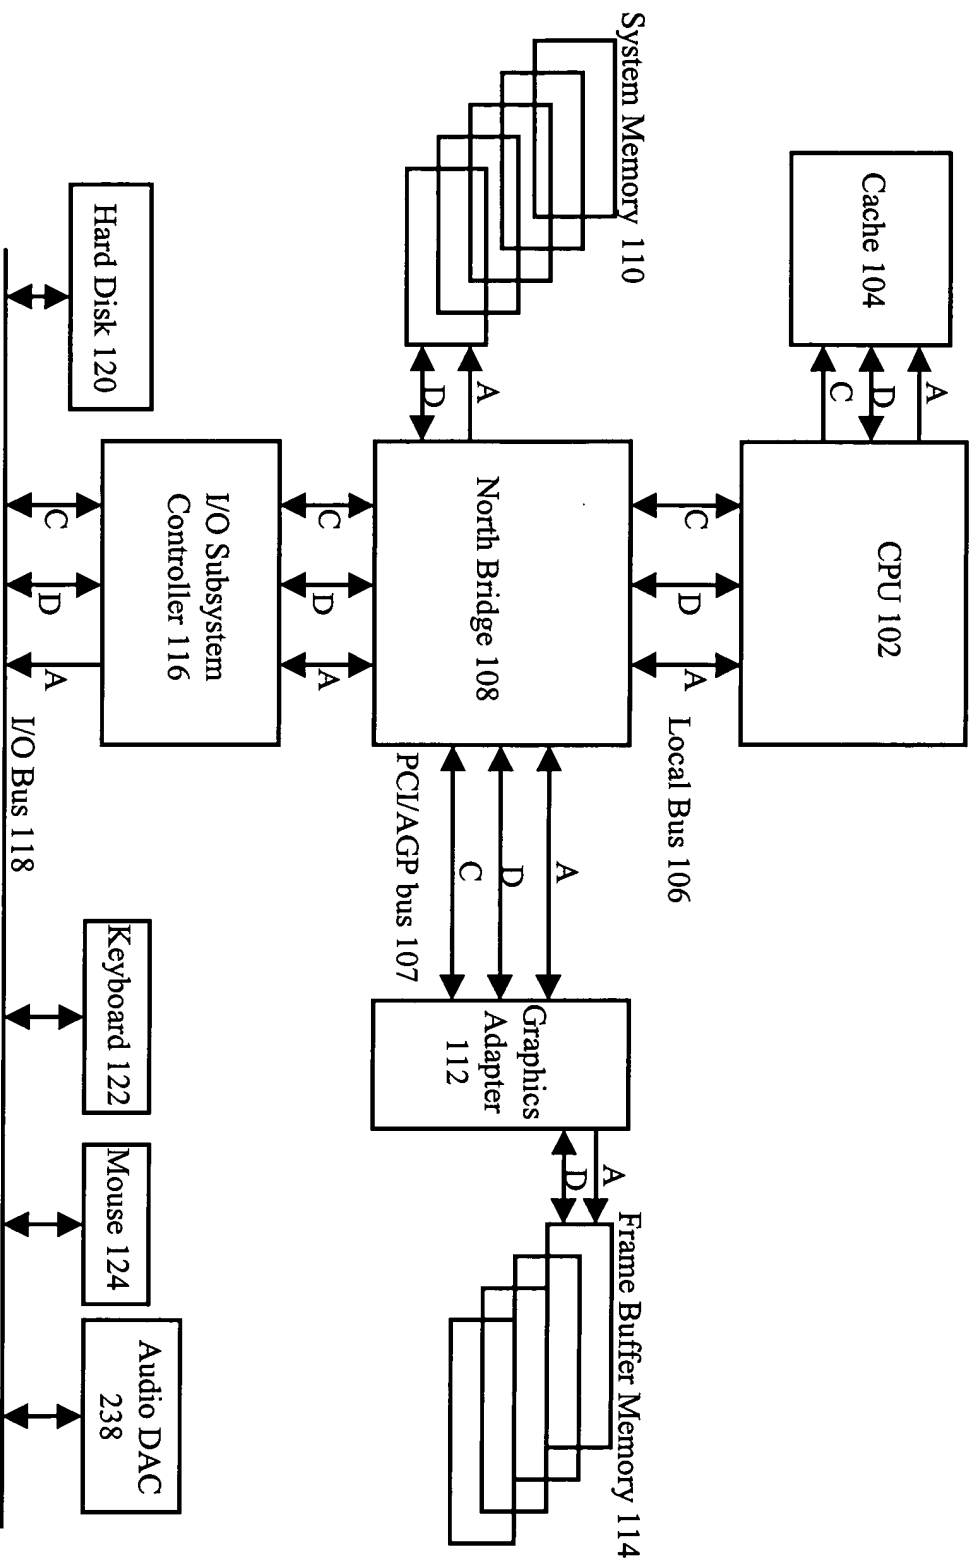 Cache 104
A
D
C
CPU 102
C
D
A
Local Bus 106
System Memory 110
A
D
North Bridge 108
A
D
C
PCI/AGP bus 107
Graphics
Adapter
112
A
D
Frame Buffer Memory 114
C
D
A
I/O Subsystem
Controller 116
C
D
A
I/O Bus 118
Hard Disk 120
Keyboard 122
Mouse 124
Audio DAC
238